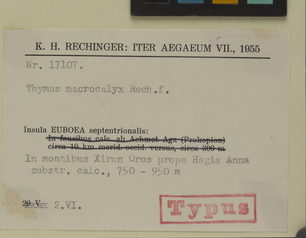 K. H. RECHINGER: ITER AEGAEUM VII., 1955
Nr. 17107.
Thymus macrocalyx Rech.f.
Insula EUBOEA septentrionalis:
In faucibus calc. ab Achmet Aga (Prokopion)
circa 10 km merid. occid. versus, circa 300 m
In montibus Xiron Oros prope Hagia Anna
substr. calc., 750 - 950 m
29.V. 2.VI.
Typus